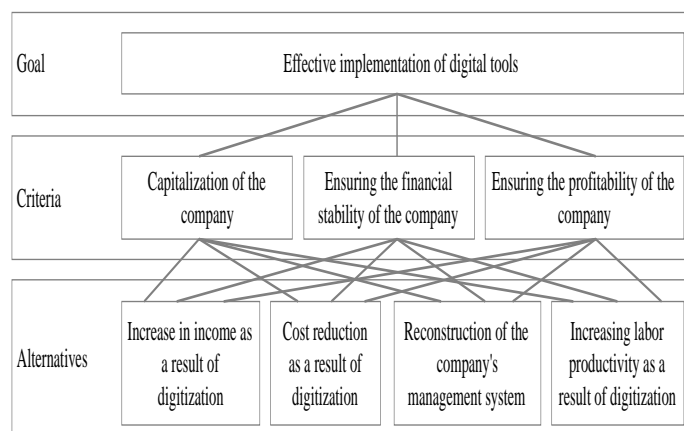 Goal
Effective implementation of digital tools
Criteria
Capitalization of the
company
Ensuring the financial
stability of the company
Ensuring the profitability of the
company
Alternatives
Increase in income as
a result of
digitization
Cost reduction
as a result of
digitization
Reconstruction of the
company's
management system
Increasing labor
productivity as a
result of digitization